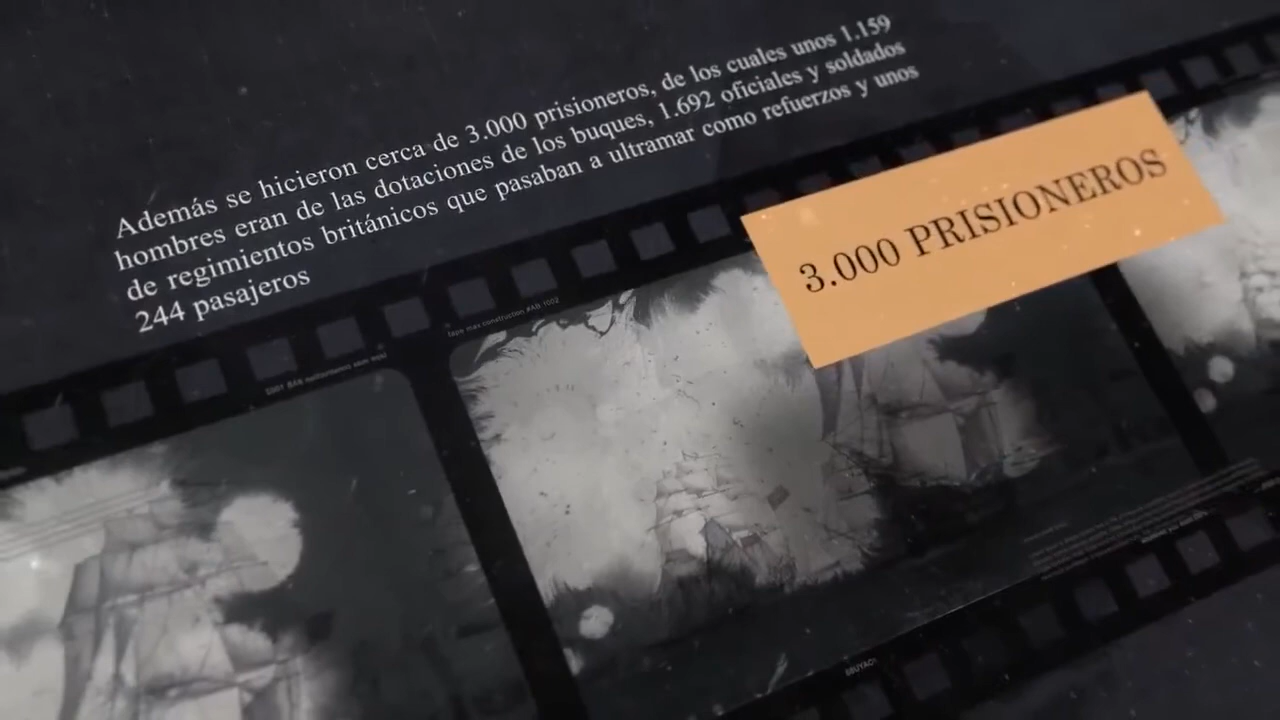 Además se hicieron cerca de 3.000 prisioneros, de los cuales unos 1.159
hombres eran de las dotaciones de los buques, 1.692 oficiales y soldados
de regimientos británicos que pasaban a ultramar como refuerzos y unos
244 pasajeros
3.000 PRISIONEROS